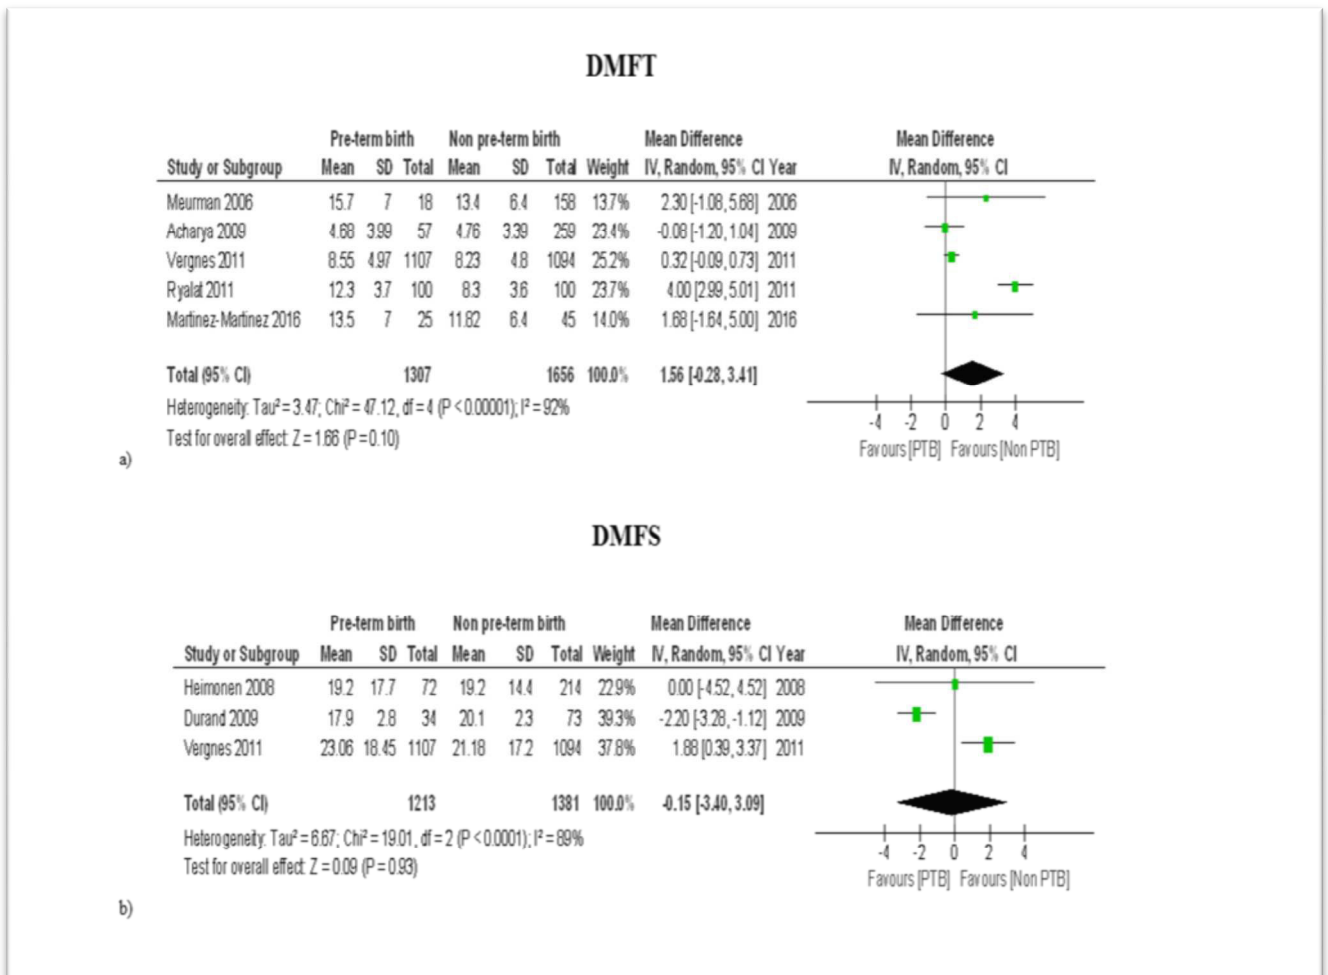 DMFT
Pre-term birth Non pre-term birth Mean Difference Mean Difference
Study or Subgroup Mean SD Total Mean SD Total Weight IV, Random, 95% CI Year IV, Random, 95% CI
Meurman 2006 15.7 7 18 13.4 6.4 158 13.7% 2.30 [-1.08, 5.68] 2006
Acharya 2009 4.68 3.99 57 4.76 3.39 259 23.4% -0.08 [-1.20, 1.04] 2009
Vergnes 2011 8.55 4.97 1107 8.23 4.8 1094 25.2% 0.32 [-0.09, 0.73] 2011
Ryalat 2011 12.3 3.7 100 8.3 3.6 100 23.7% 4.00 [2.99, 5.01] 2011
Martinez-Martinez 2016 13.5 7 25 11.82 6.4 45 14.0% 1.68 [-1.64, 5.00] 2016
Total (95% CI) 1307 1656 100.0% 1.56 [-0.28, 3.41]
Heterogeneity: Tau² = 3.47; Chi² = 47.12, df = 4 (P < 0.00001); I² = 92%
Test for overall effect: Z = 1.66 (P = 0.10)
-4 -2 0 2 4
Favours [PTB] Favours [Non PTB]
a)
DMFS
Pre-term birth Non pre-term birth Mean Difference Mean Difference
Study or Subgroup Mean SD Total Mean SD Total Weight IV, Random, 95% CI Year IV, Random, 95% CI
Heimonen 2008 19.2 17.7 72 19.2 14.4 214 22.9% 0.00 [-4.52, 4.52] 2008
Durand 2009 17.9 2.8 34 20.1 2.3 73 39.3% -2.20 [-3.28, -1.12] 2009
Vergnes 2011 23.06 18.45 1107 21.18 17.2 1094 37.8% 1.88 [0.39, 3.37] 2011
Total (95% CI) 1213 1381 100.0% -0.15 [-3.40, 3.09]
Heterogeneity: Tau² = 6.67; Chi² = 19.01, df = 2 (P < 0.0001); I² = 89%
Test for overall effect: Z = 0.09 (P = 0.93)
-4 -2 0 2 4
Favours [PTB] Favours [Non PTB]
b)